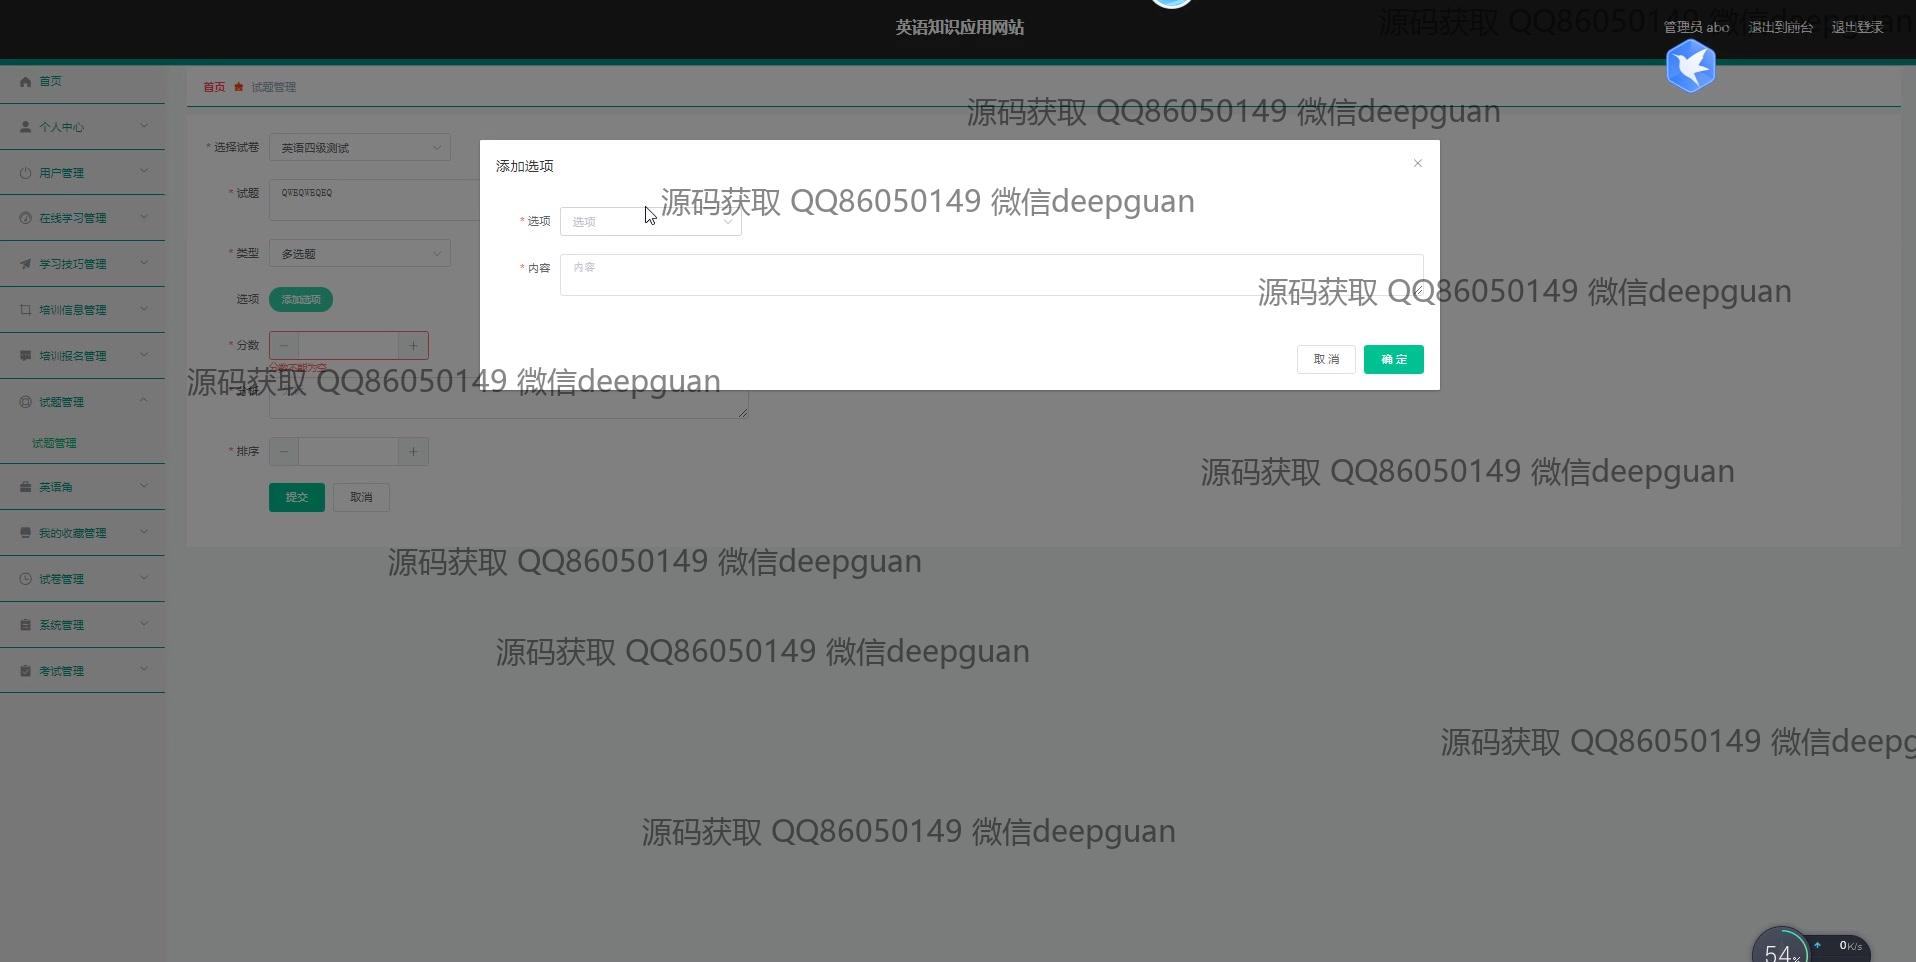 英语知识应用网站
源码获取 QQ86050149 微信deepguan
管理员 abo 退出到前台 退出登录
首页
个人中心
用户管理
在线学习管理
学习技巧管理
培训信息管理
培训报名管理
试题管理
试题管理
英语角
我的收藏管理
试卷管理
系统管理
考试管理
首页 试题管理
源码获取 QQ86050149 微信deepguan
* 选择试卷 英语四级测试
* 试题 QWEQWEQEQ
* 类型 多选题
选项 添加选项
* 分数
分数不能为空
源码获取 QQ86050149 微信deepguan
* 排序
提交 取消
添加选项
源码获取 QQ86050149 微信deepguan
* 选项 选项
* 内容 内容
源码获取 QQ86050149 微信deepguan
取消 确定
源码获取 QQ86050149 微信deepguan
源码获取 QQ86050149 微信deepguan
源码获取 QQ86050149 微信deepguan
源码获取 QQ86050149 微信deepg
源码获取 QQ86050149 微信deepguan
54%
0K/s